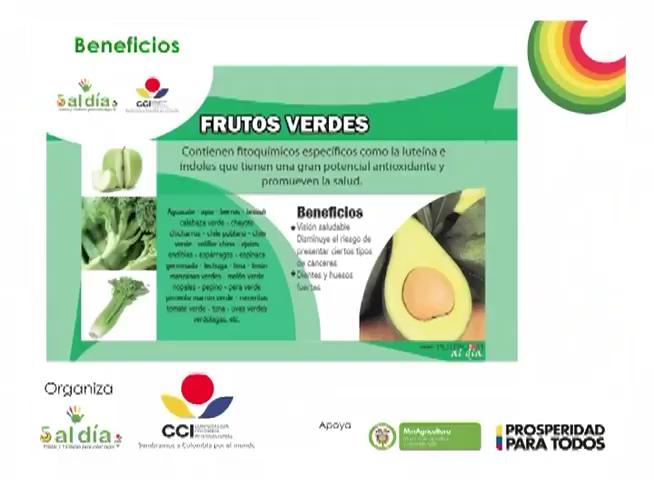 Beneficios
5 al día
CCI
FRUTOS VERDES
Contienen fitoquímicos específicos como la luteína e
índoles que tienen una gran potencial antioxidante y
promueven la salud.
Aguacate - apio - berros - brócoli
calabaza verde - chayote
chícharos - chile poblano - chile
verde - col
endibias - espárragos - espinaca
germinado - lechuga - lima - limón
manzanas verdes - melón verde
nopales - pepino - pera verde
pimiento
tomate verde - tuna - uvas verdes
verdolagas, etc.
Beneficios
Visión saludable
Disminuye el riesgo de
presentar ciertos tipos
de cánceres
Dientes y huesos
fuertes
al día
Organiza
5 al día
CCI
Sembramos a Colombia por el mundo
Apoya
MinAgricultura
PROSPERIDAD
PARA TODOS